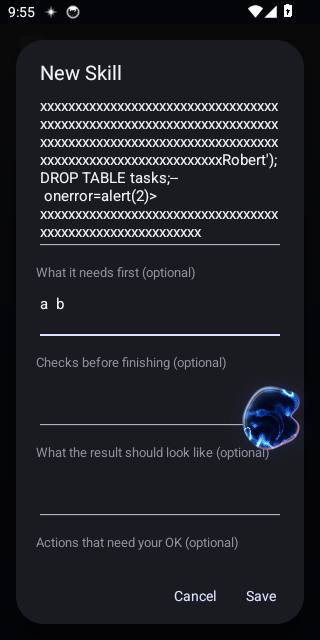 9:55
New Skill
xxxxxxxxxxxxxxxxxxxxxxxxxxxxxxxxxx
xxxxxxxxxxxxxxxxxxxxxxxxxxxxxxxxxx
xxxxxxxxxxxxxxxxxxxxxxxxxxxxxxxxxx
xxxxxxxxxxxxxxxxxxxxxxxxxxRobert');
DROP TABLE tasks;--
onerror=alert(2)>
xxxxxxxxxxxxxxxxxxxxxxxxxxxxxxxxxx
xxxxxxxxxxxxxxxxxxxxxxx
What it needs first (optional)
a  b
Checks before finishing (optional)
What the result should look like (optional)
Actions that need your OK (optional)
Cancel Save